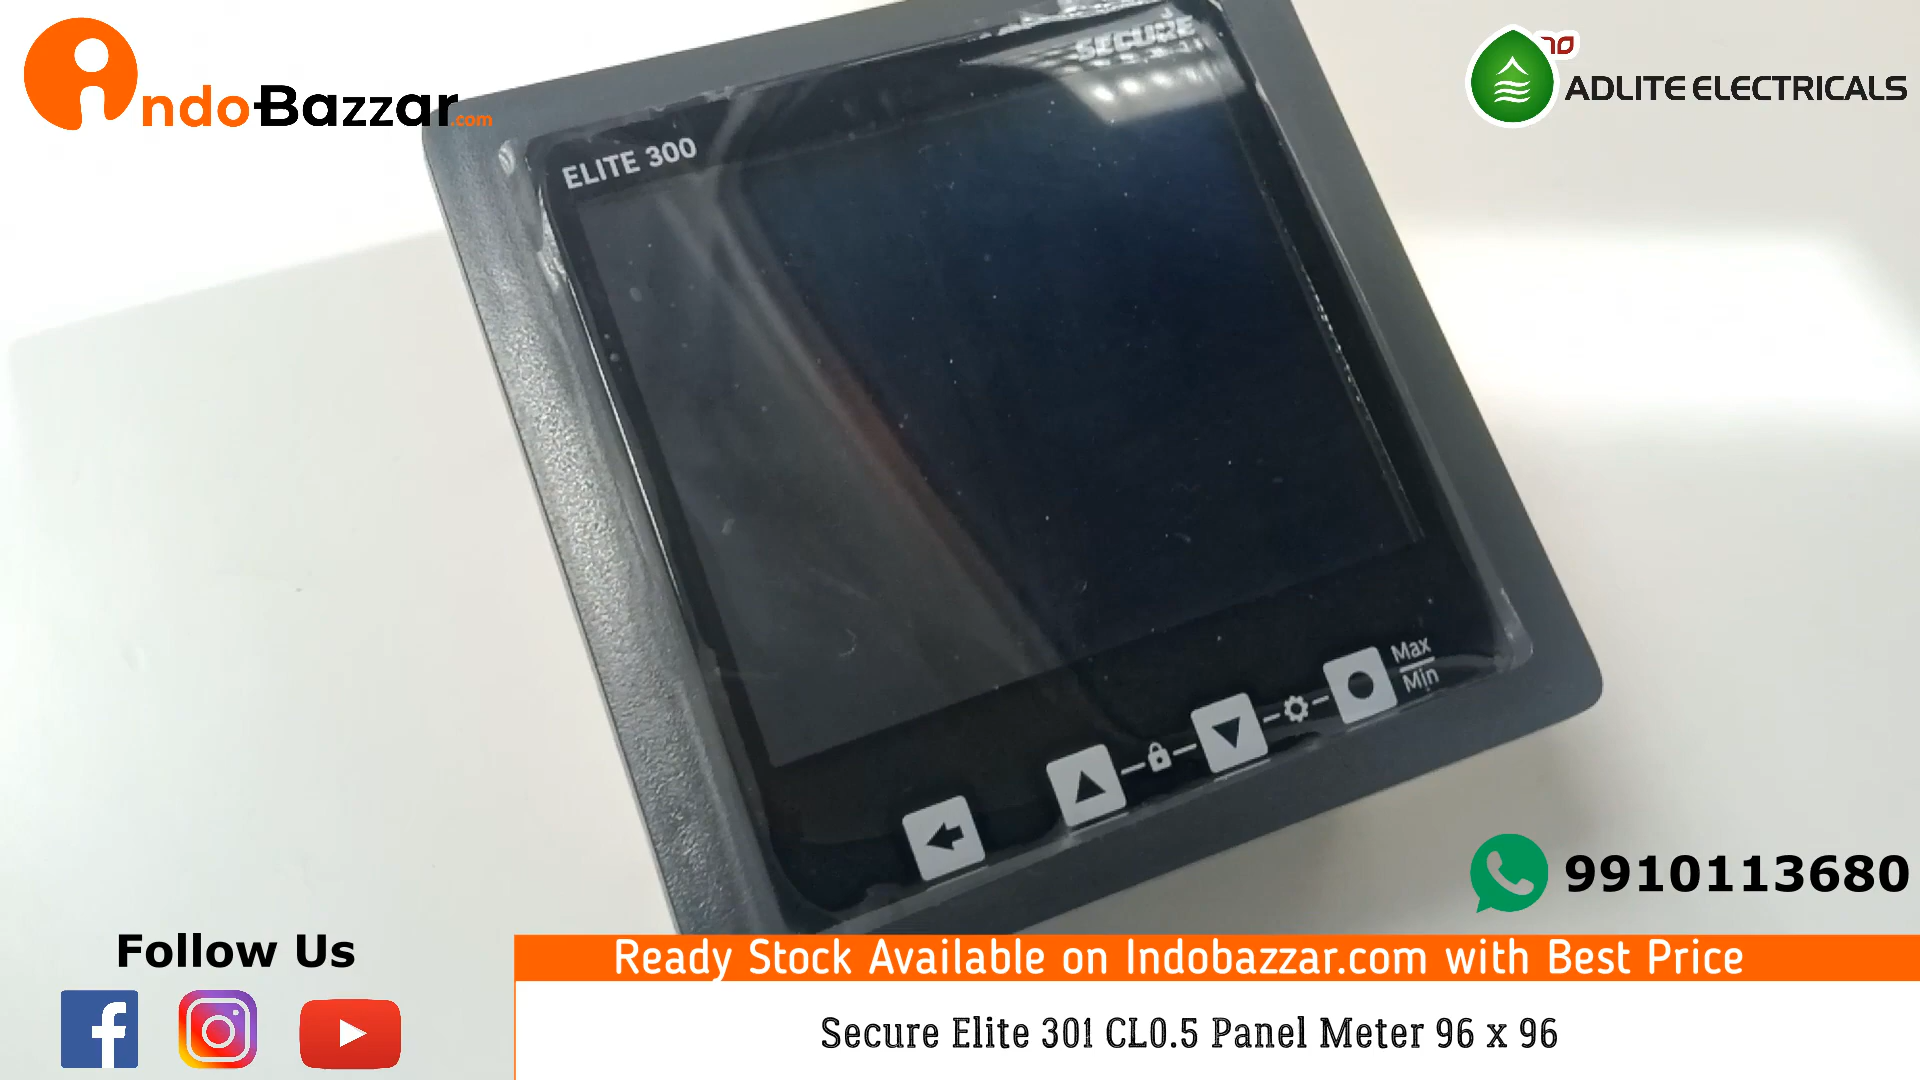 indoBazzar.com
ADLITE ELECTRICALS
SECURE
ELITE 300
Max
Min
9910113680
Follow Us
Ready Stock Available on Indobazzar.com with Best Price
Secure Elite 301 CL0.5 Panel Meter 96 x 96